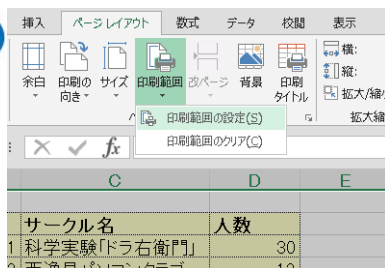 挿入 ページレイアウト 数式 データ 校閲 表示
余白 印刷の向き サイズ 印刷範囲 改ページ 背景 印刷タイトル
横:
縦:
拡大/縮
拡大縮
印刷範囲の設定(S)
印刷範囲のクリア(C)
fx
C D E
サークル名 人数
1 科学実験「ドラ右衛門」 30